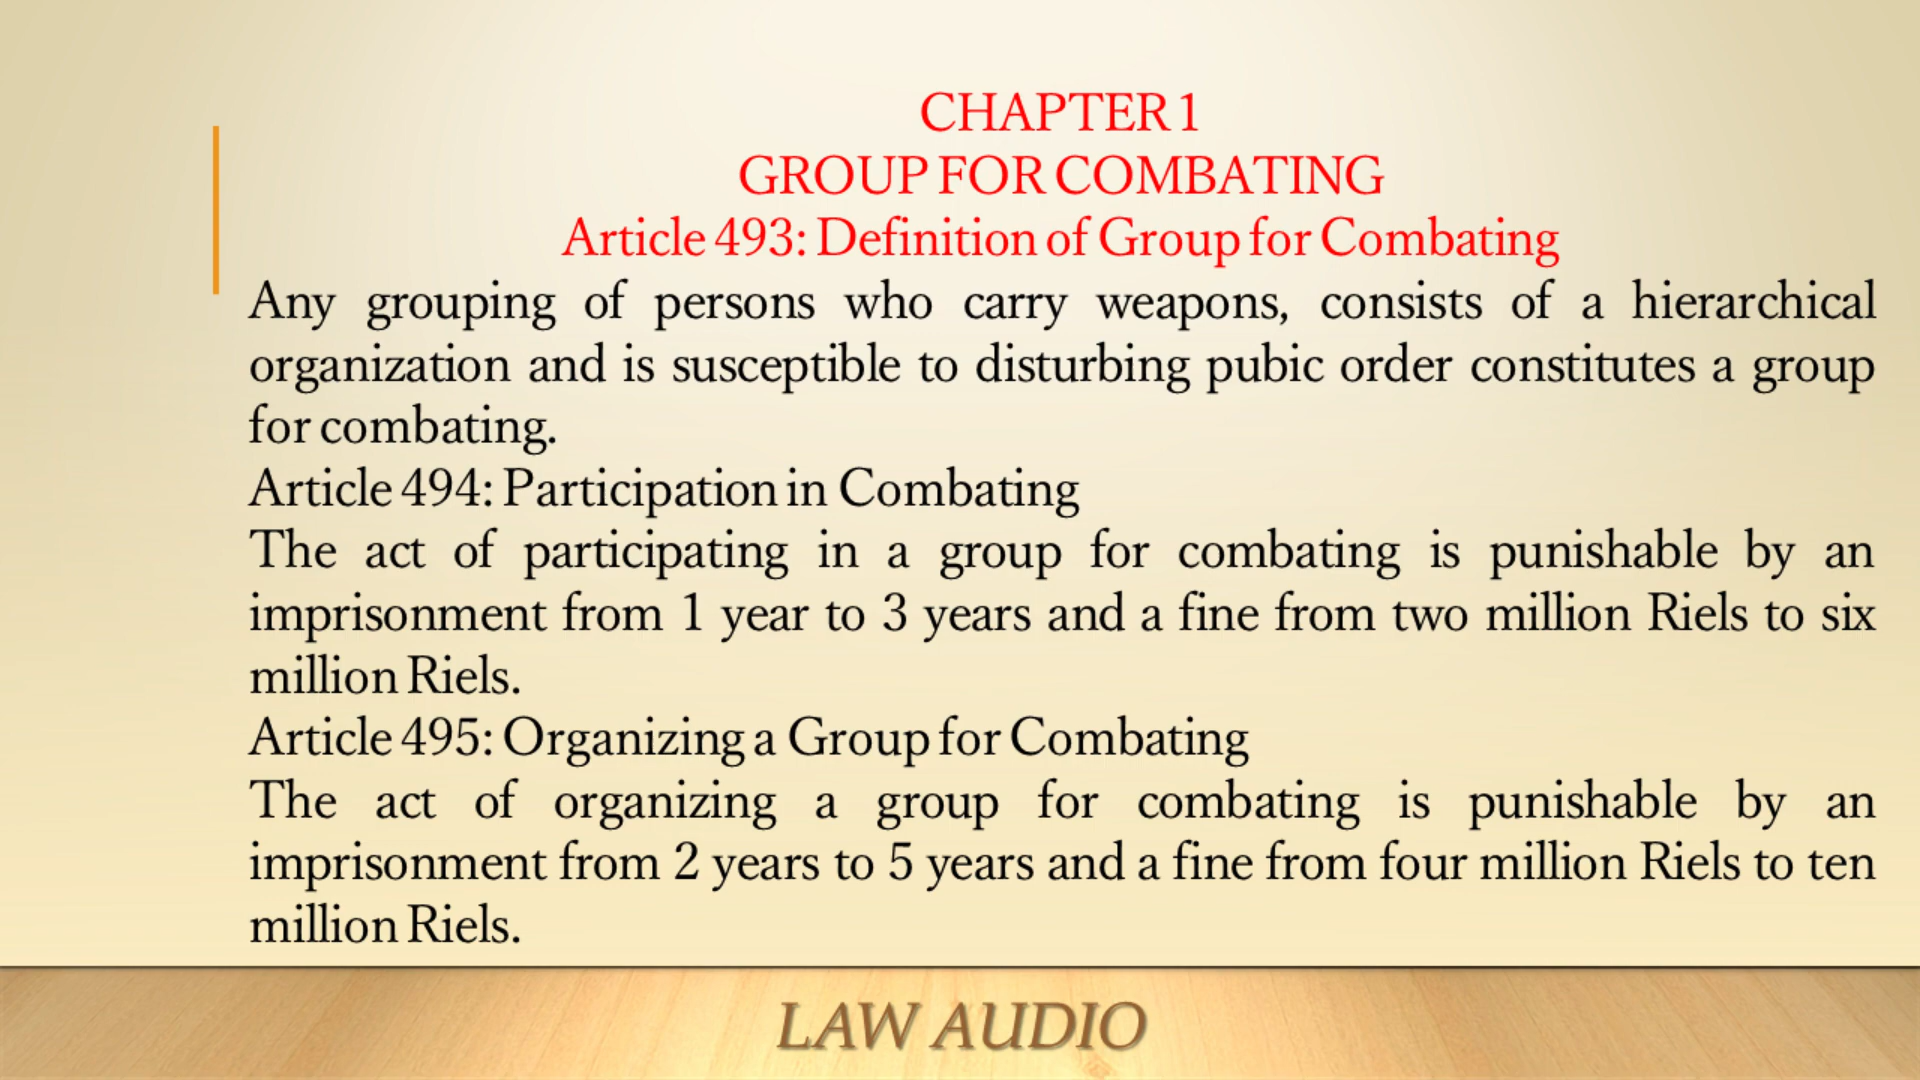 CHAPTER 1
GROUP FOR COMBATING
Article 493: Definition of Group for Combating
Any grouping of persons who carry weapons, consists of a hierarchical
organization and is susceptible to disturbing pubic order constitutes a group
for combating.
Article 494: Participation in Combating
The act of participating in a group for combating is punishable by an
imprisonment from 1 year to 3 years and a fine from two million Riels to six
million Riels.
Article 495: Organizing a Group for Combating
The act of organizing a group for combating is punishable by an
imprisonment from 2 years to 5 years and a fine from four million Riels to ten
million Riels.
LAW AUDIO